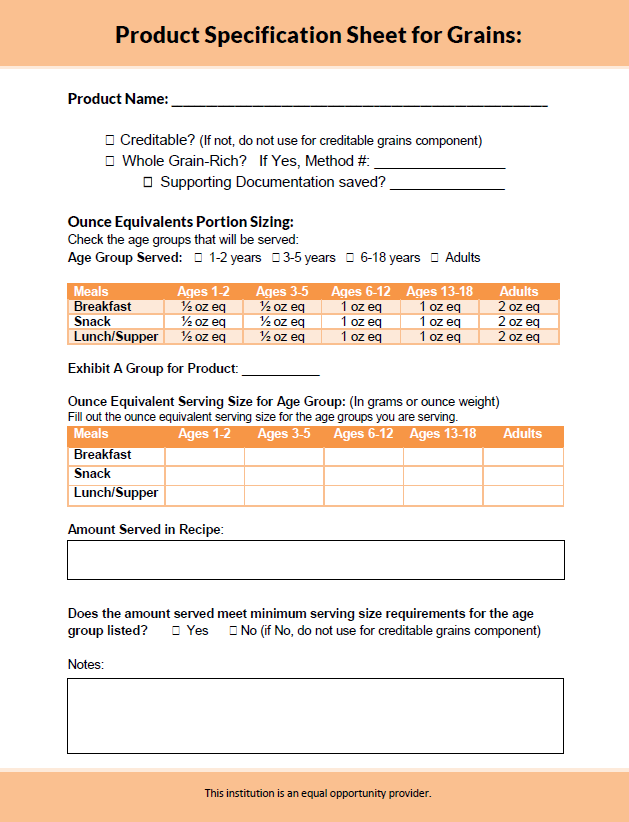 Product Specification Sheet for Grains:
Product Name: ___________________________________________________
☐ Creditable? (If not, do not use for creditable grains component)
☐ Whole Grain-Rich? If Yes, Method #: ________________
☐ Supporting Documentation saved? ______________
Ounce Equivalents Portion Sizing:
Check the age groups that will be served:
Age Group Served: ☐ 1-2 years ☐ 3-5 years ☐ 6-18 years ☐ Adults
Meals Ages 1-2 Ages 3-5 Ages 6-12 Ages 13-18 Adults
Breakfast ½ oz eq ½ oz eq 1 oz eq 1 oz eq 2 oz eq
Snack ½ oz eq ½ oz eq 1 oz eq 1 oz eq 2 oz eq
Lunch/Supper ½ oz eq ½ oz eq 1 oz eq 1 oz eq 2 oz eq
Exhibit A Group for Product: ___________
Ounce Equivalent Serving Size for Age Group: (In grams or ounce weight)
Fill out the ounce equivalent serving size for the age groups you are serving.
Meals Ages 1-2 Ages 3-5 Ages 6-12 Ages 13-18 Adults
Breakfast
Snack
Lunch/Supper
Amount Served in Recipe:
Does the amount served meet minimum serving size requirements for the age
group listed? ☐ Yes ☐ No (if No, do not use for creditable grains component)
Notes:
This institution is an equal opportunity provider.